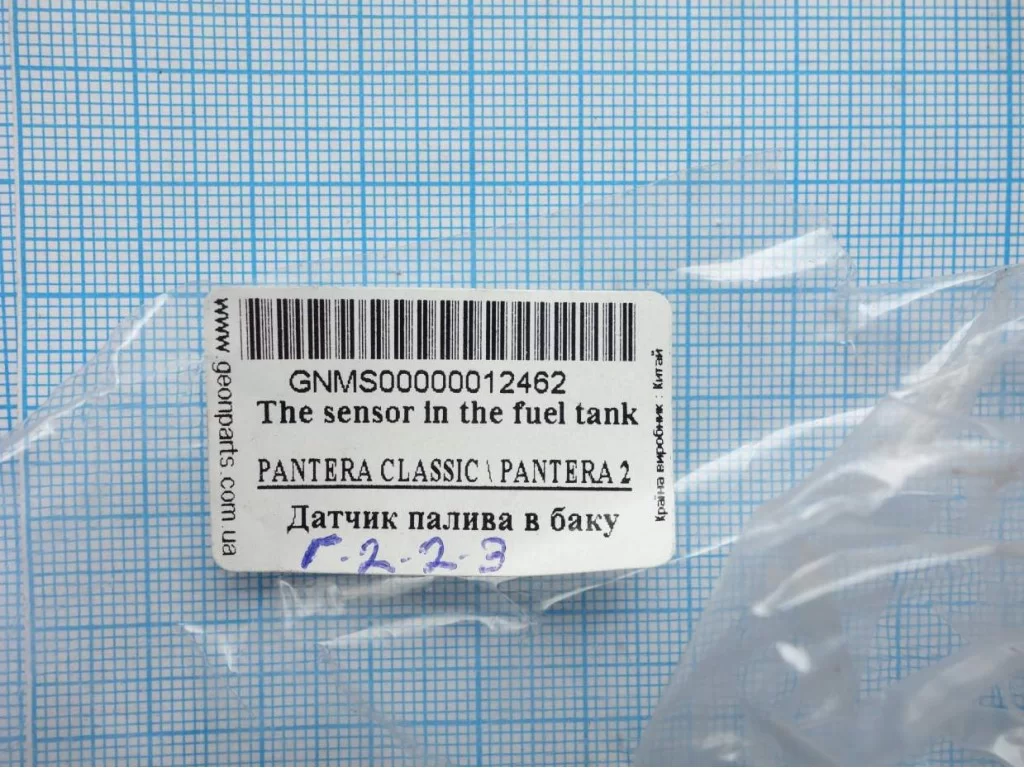 www.geonparts.com.ua
GNMS00000012462
The sensor in the fuel tank
PANTERA CLASSIC \ PANTERA 2
Датчик палива в баку
Г-2-2-3
Країна виробник : Китай